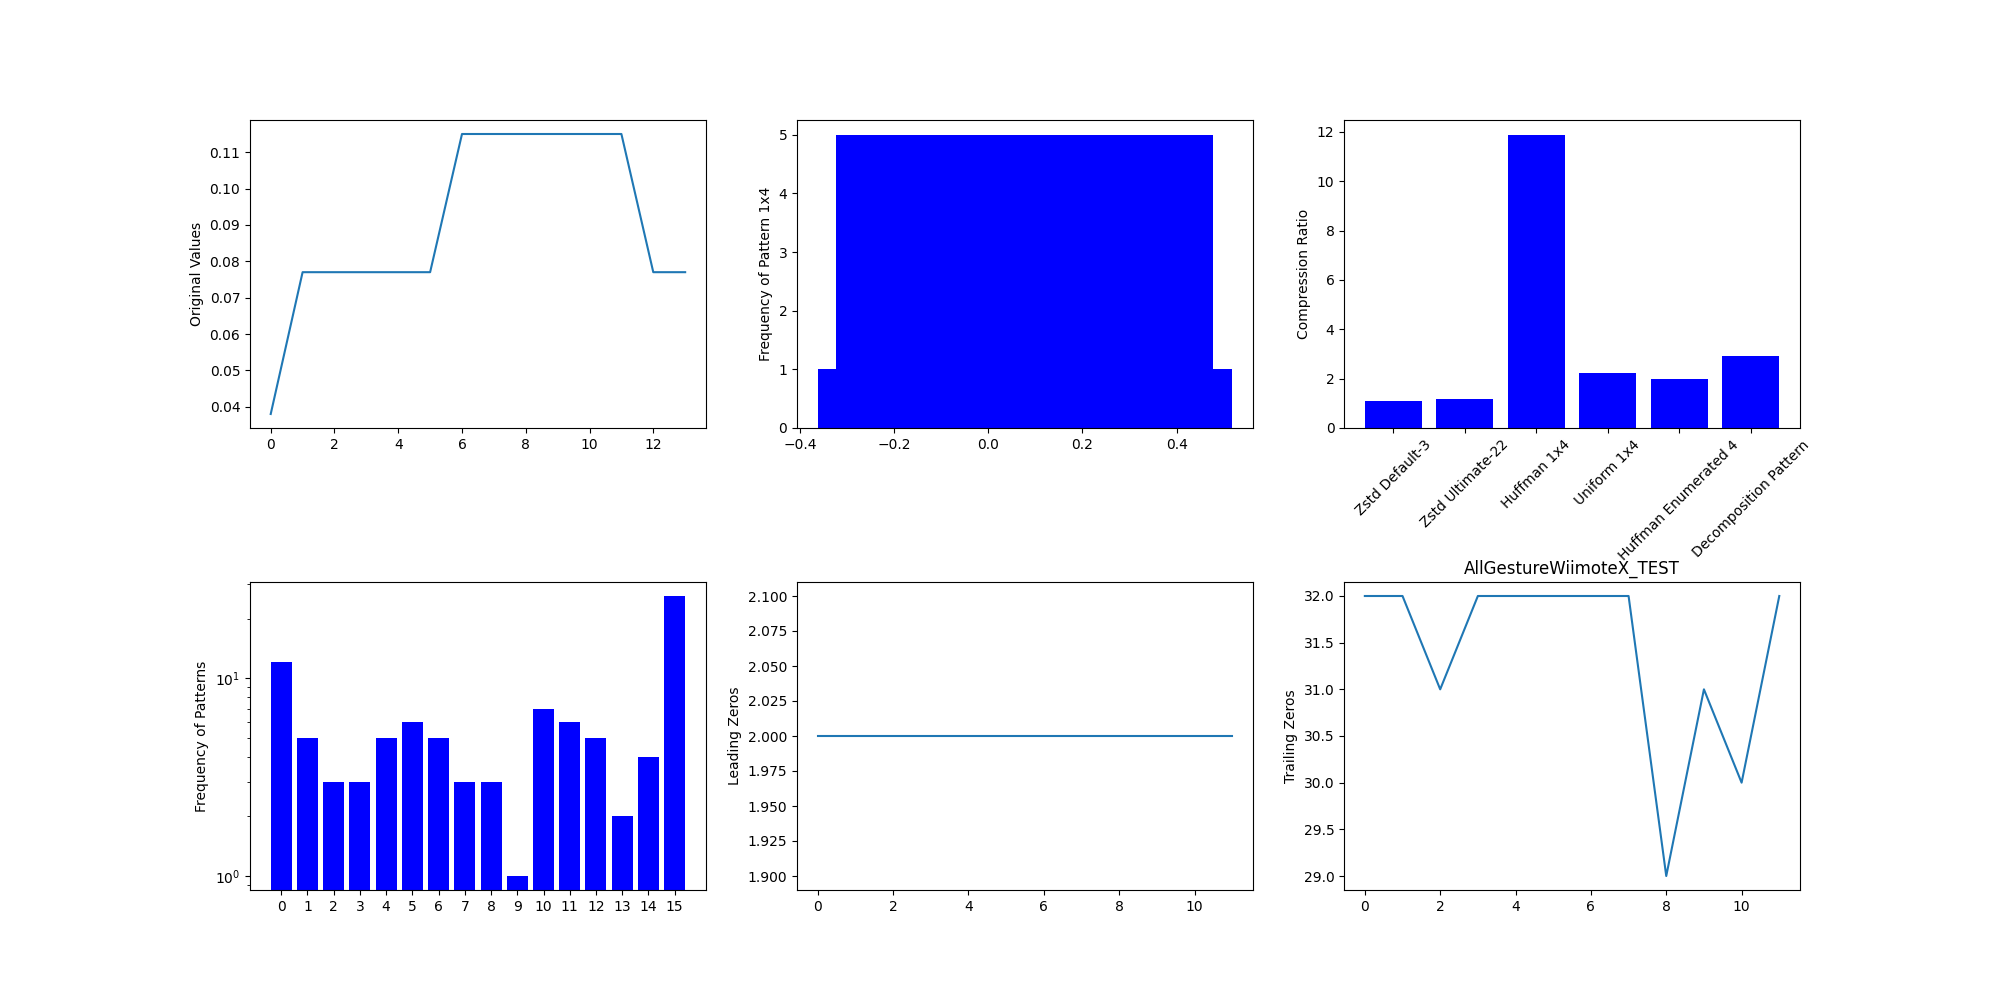 Original Values
0.11
0.10
0.09
0.08
0.07
0.06
0.05
0.04
0 2 4 6 8 10 12
Frequency of Pattern 1x4
5
4
3
2
1
0
−0.4 −0.2 0.0 0.2 0.4
Compression Ratio
12
10
8
6
4
2
0
Zstd Default-3
Zstd Ultimate-22
Huffman 1x4
Uniform 1x4
Huffman Enumerated 4
Decomposition Pattern
Frequency of Patterns
10¹
10⁰
0 1 2 3 4 5 6 7 8 9 10 11 12 13 14 15
Leading Zeros
2.100
2.075
2.050
2.025
2.000
1.975
1.950
1.925
1.900
0 2 4 6 8 10
AllGestureWiimoteX_TEST
Trailing Zeros
32.0
31.5
31.0
30.5
30.0
29.5
29.0
0 2 4 6 8 10